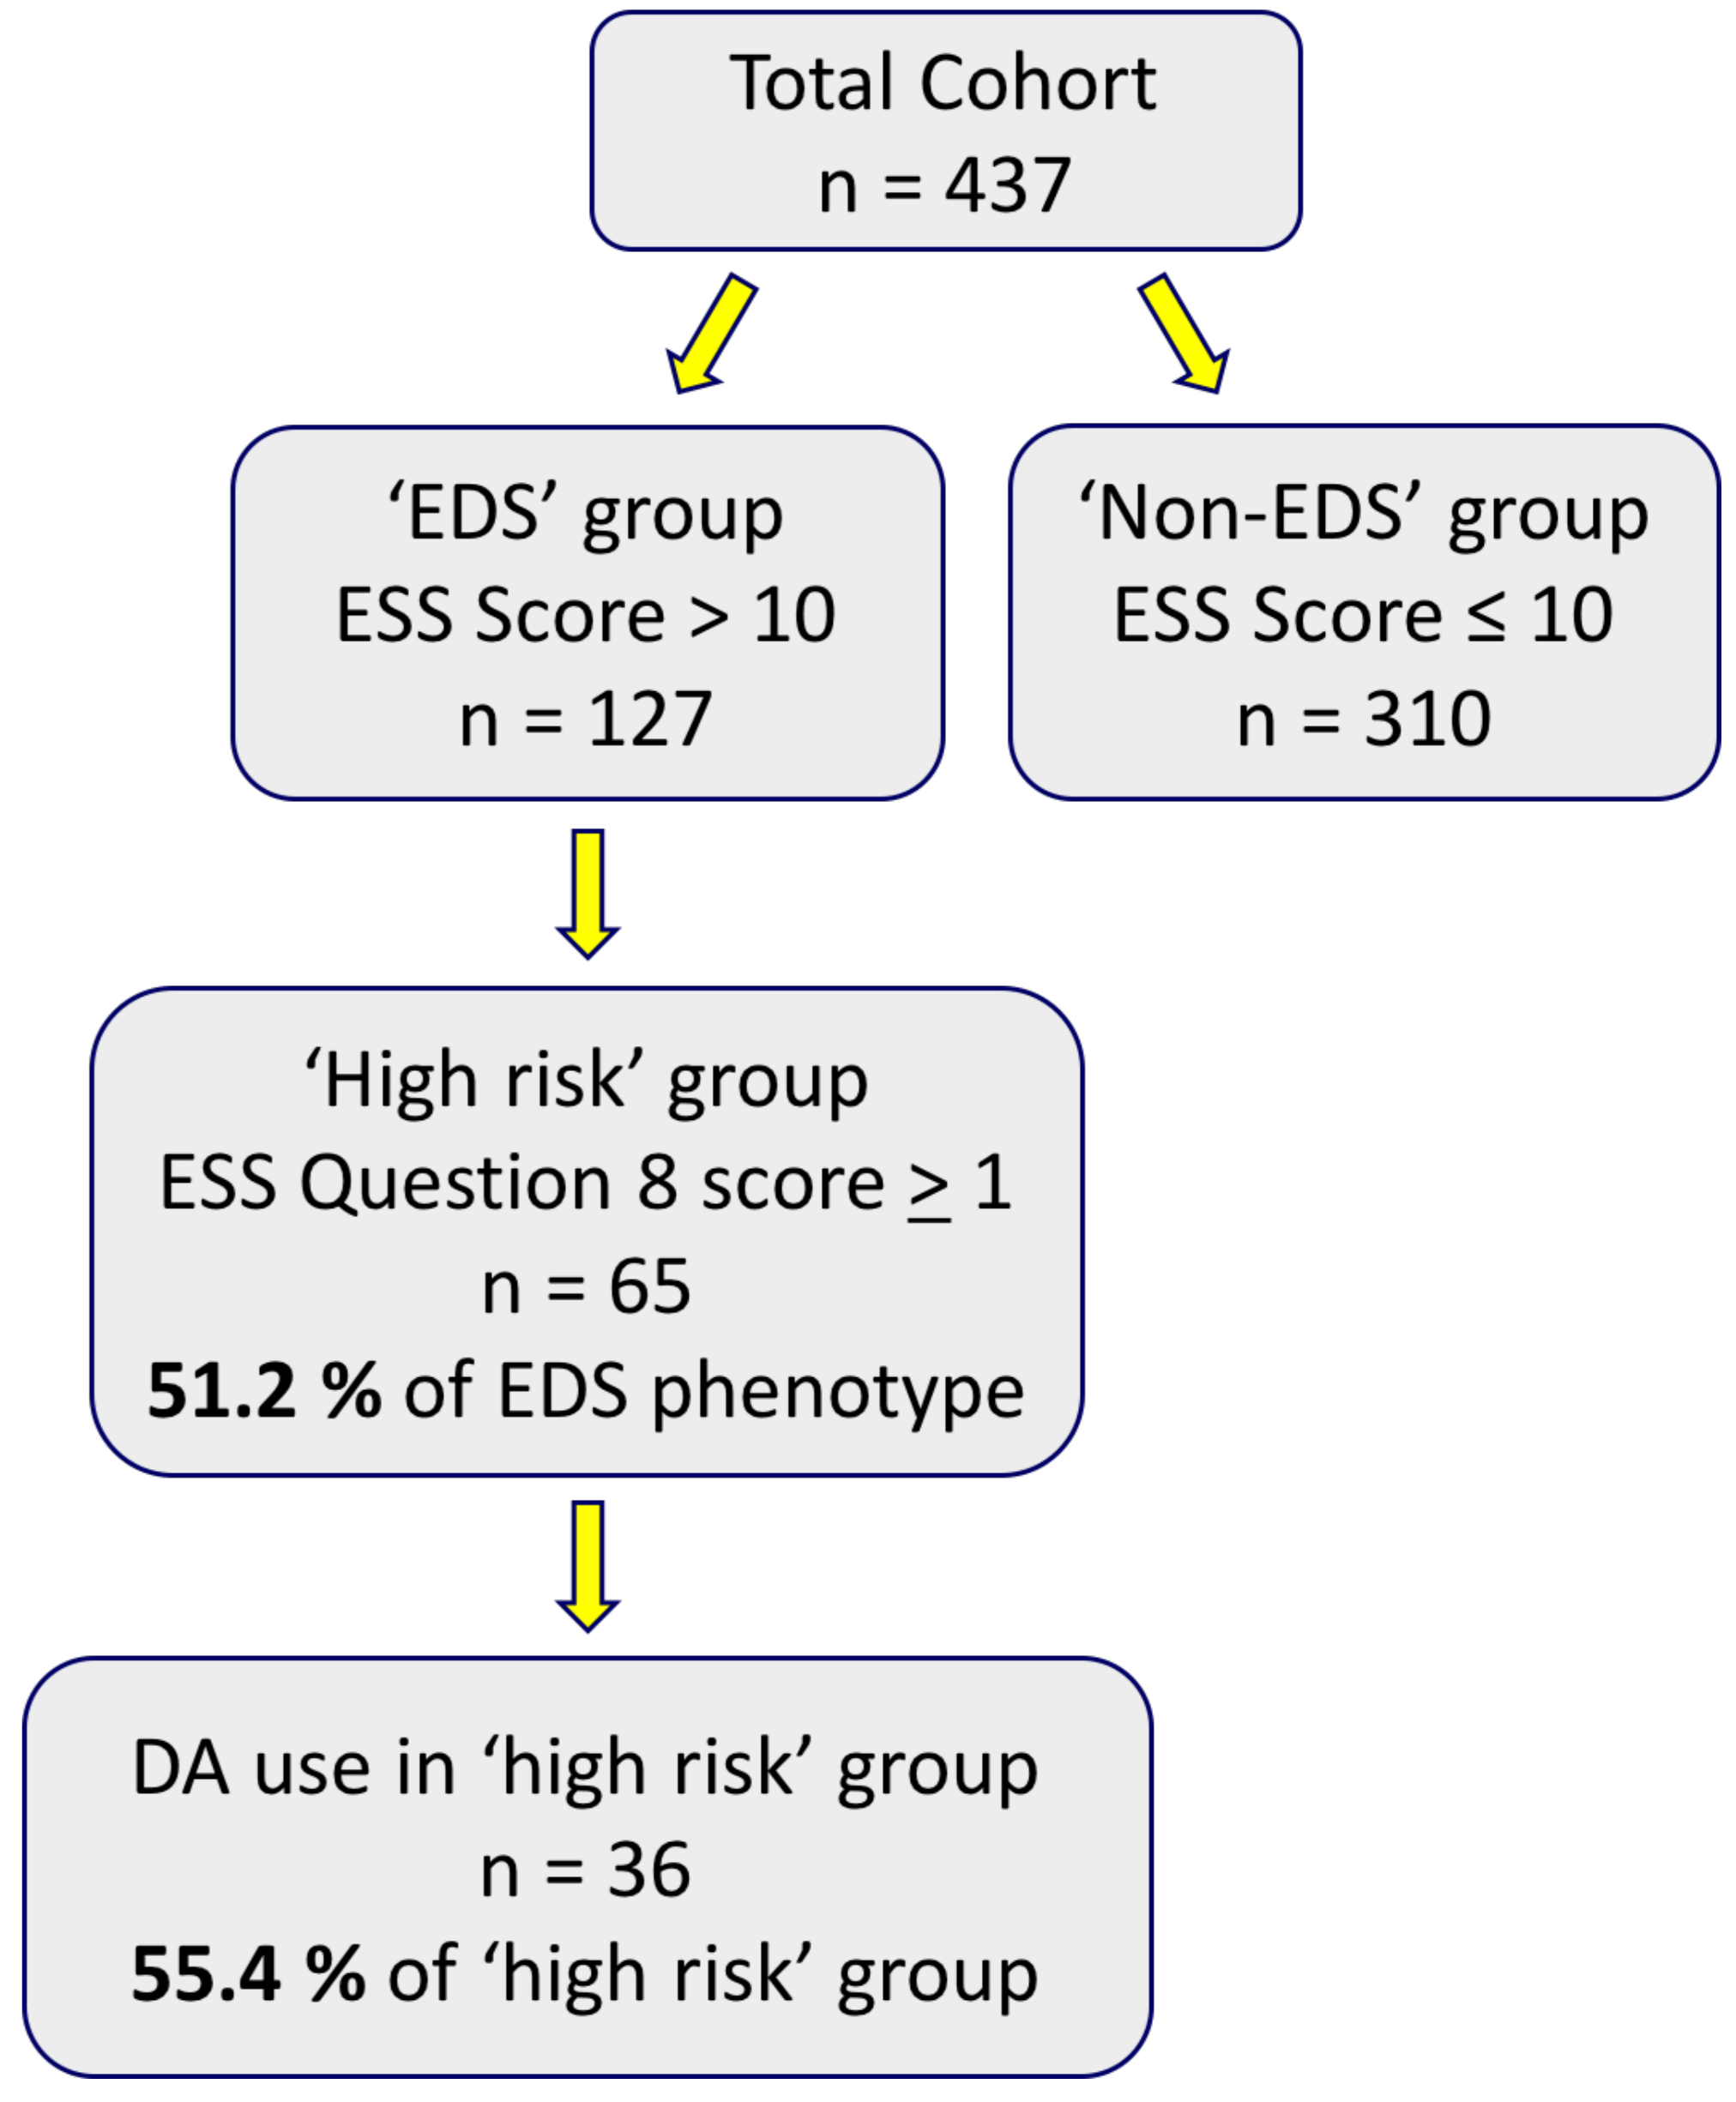 Total Cohort
n = 437
‘EDS’ group
ESS Score > 10
n = 127
‘Non-EDS’ group
ESS Score ≤ 10
n = 310
‘High risk’ group
ESS Question 8 score ≥ 1
n = 65
51.2 % of EDS phenotype
DA use in ‘high risk’ group
n = 36
55.4 % of ‘high risk’ group